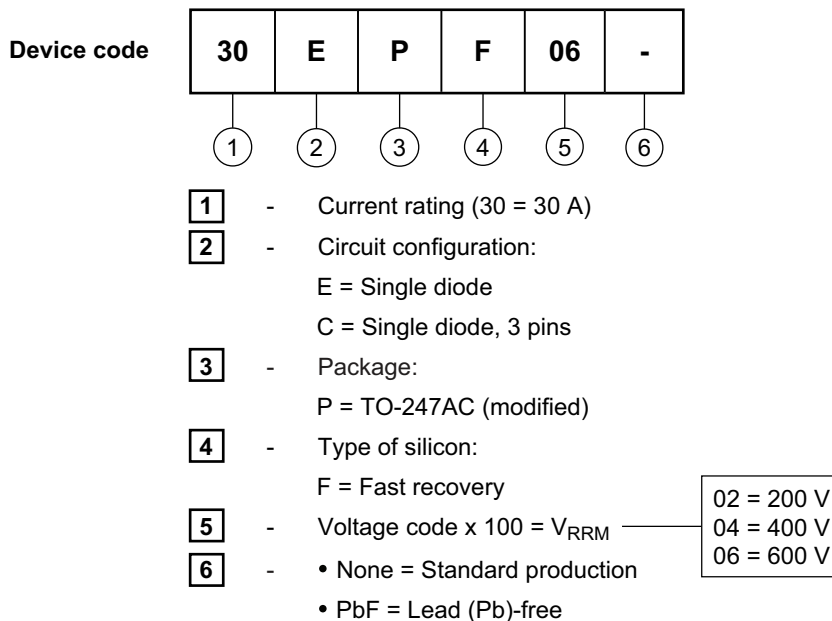 Device code 30 E P F 06 -
1 2 3 4 5 6
1 - Current rating (30 = 30 A)
2 - Circuit configuration:
E = Single diode
C = Single diode, 3 pins
3 - Package:
P = TO-247AC (modified)
4 - Type of silicon:
F = Fast recovery
5 - Voltage code x 100 = VRRM
02 = 200 V
04 = 400 V
06 = 600 V
6 - • None = Standard production
• PbF = Lead (Pb)-free